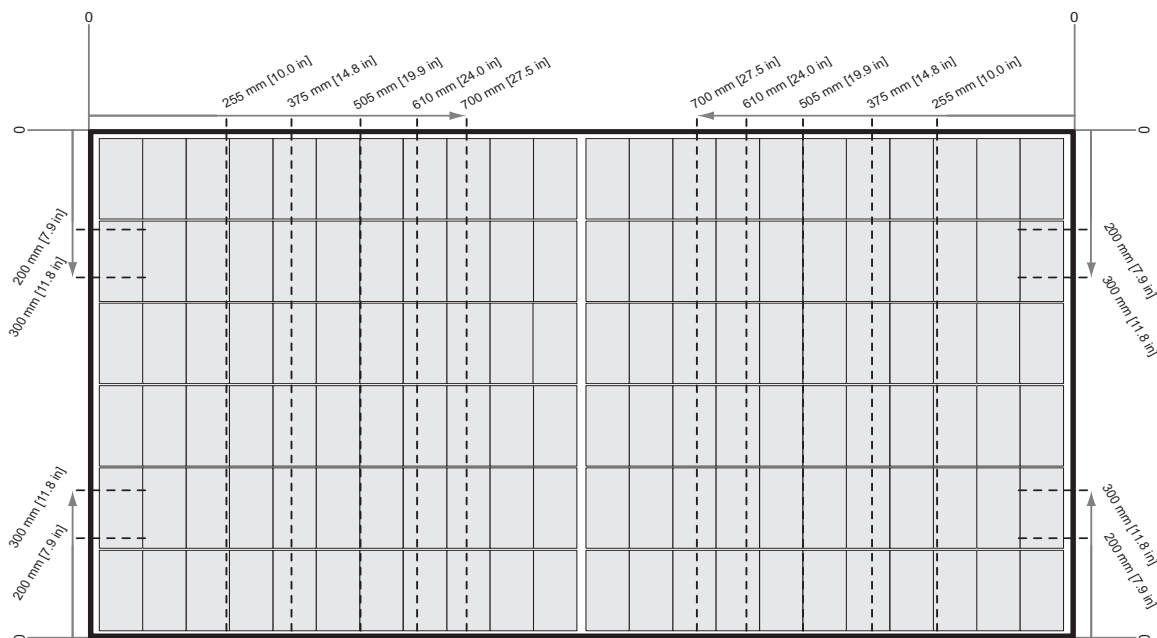 0
0
255 mm [10.0 in]
375 mm [14.8 in]
505 mm [19.9 in]
610 mm [24.0 in]
700 mm [27.5 in]
700 mm [27.5 in]
610 mm [24.0 in]
505 mm [19.9 in]
375 mm [14.8 in]
255 mm [10.0 in]
0
0
200 mm [7.9 in]
300 mm [11.8 in]
200 mm [7.9 in]
300 mm [11.8 in]
300 mm [11.8 in]
200 mm [7.9 in]
300 mm [11.8 in]
200 mm [7.9 in]
0
0